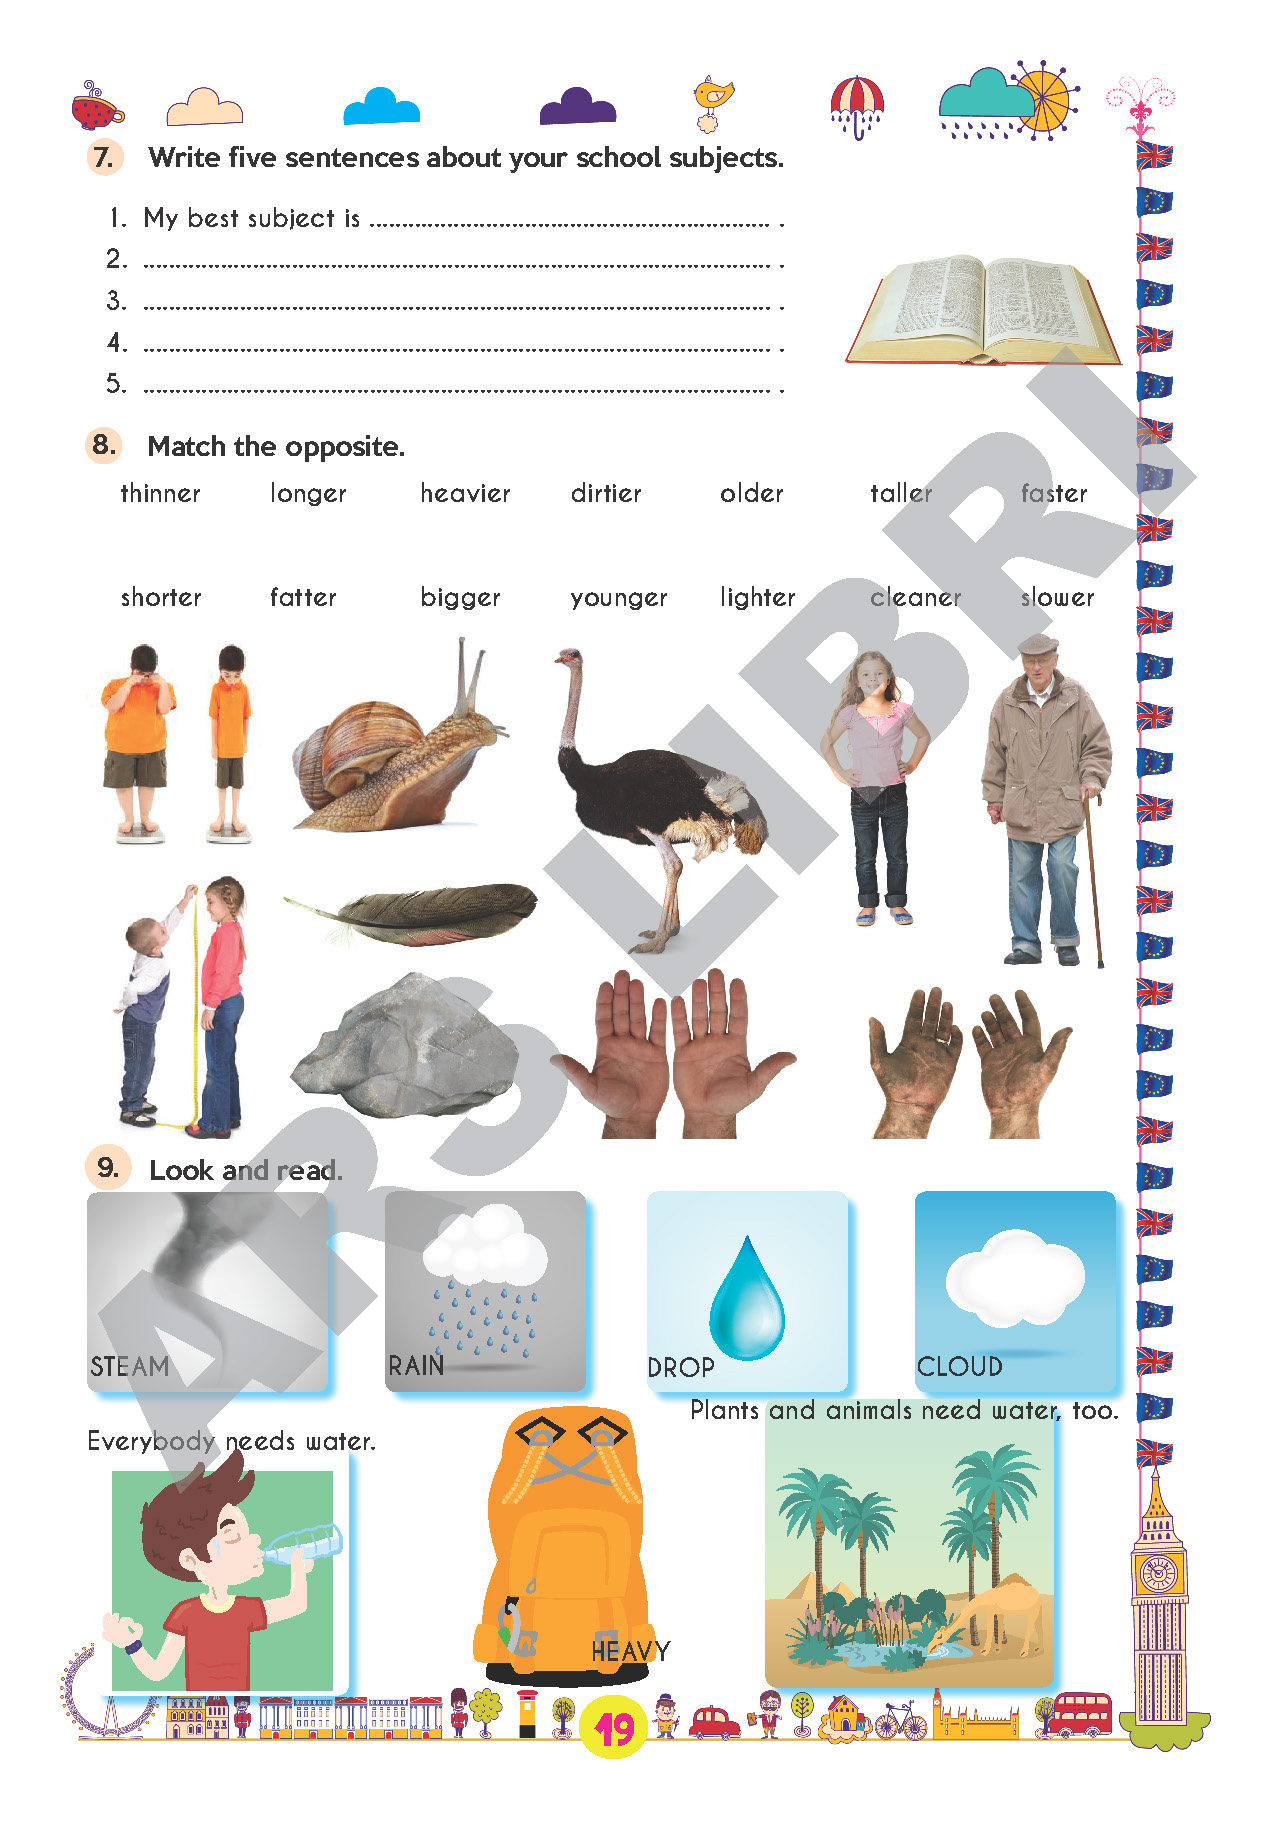 7. Write five sentences about your school subjects.
1. My best subject is ............................................................... .
2. .................................................................................................. .
3. .................................................................................................. .
4. .................................................................................................. .
5. .................................................................................................. .
8. Match the opposite.
thinner longer heavier dirtier older taller faster
shorter fatter bigger younger lighter cleaner slower
9. Look and read.
STEAM RAIN DROP CLOUD
Plants and animals need water, too.
Everybody needs water.
HEAVY
19
ARS LIBRI